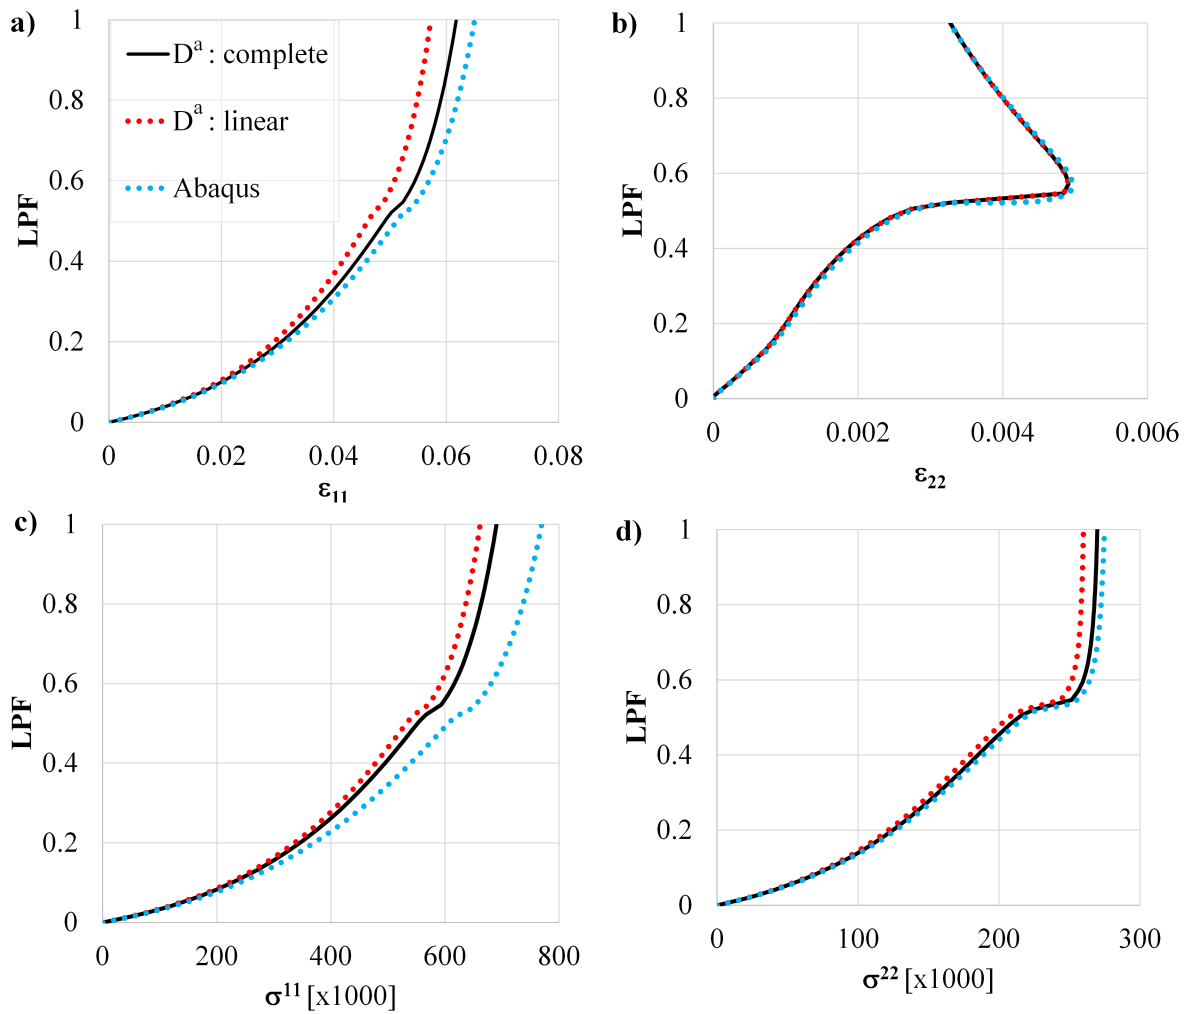 a)
1
0.8
0.6
0.4
0.2
0
LPF
Dᵃ : complete
Dᵃ : linear
Abaqus
0 0.02 0.04 0.06 0.08
ε₁₁
b)
1
0.8
0.6
0.4
0.2
0
LPF
0 0.002 0.004 0.006
ε₂₂
c)
1
0.8
0.6
0.4
0.2
0
LPF
0 200 400 600 800
σ¹¹ [x1000]
d)
1
0.8
0.6
0.4
0.2
0
LPF
0 100 200 300
σ²² [x1000]